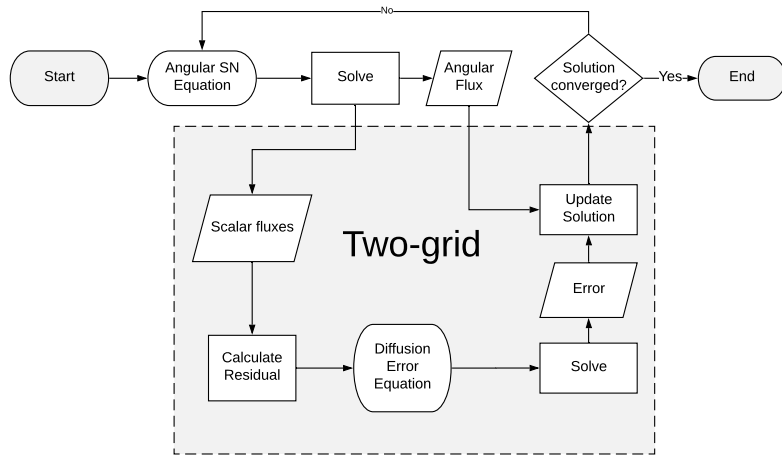 No
Start
Angular SN
Equation
Solve
Angular
Flux
Solution
converged?
Yes
End
Scalar fluxes
Two-grid
Update
Solution
Error
Calculate
Residual
Diffusion
Error
Equation
Solve